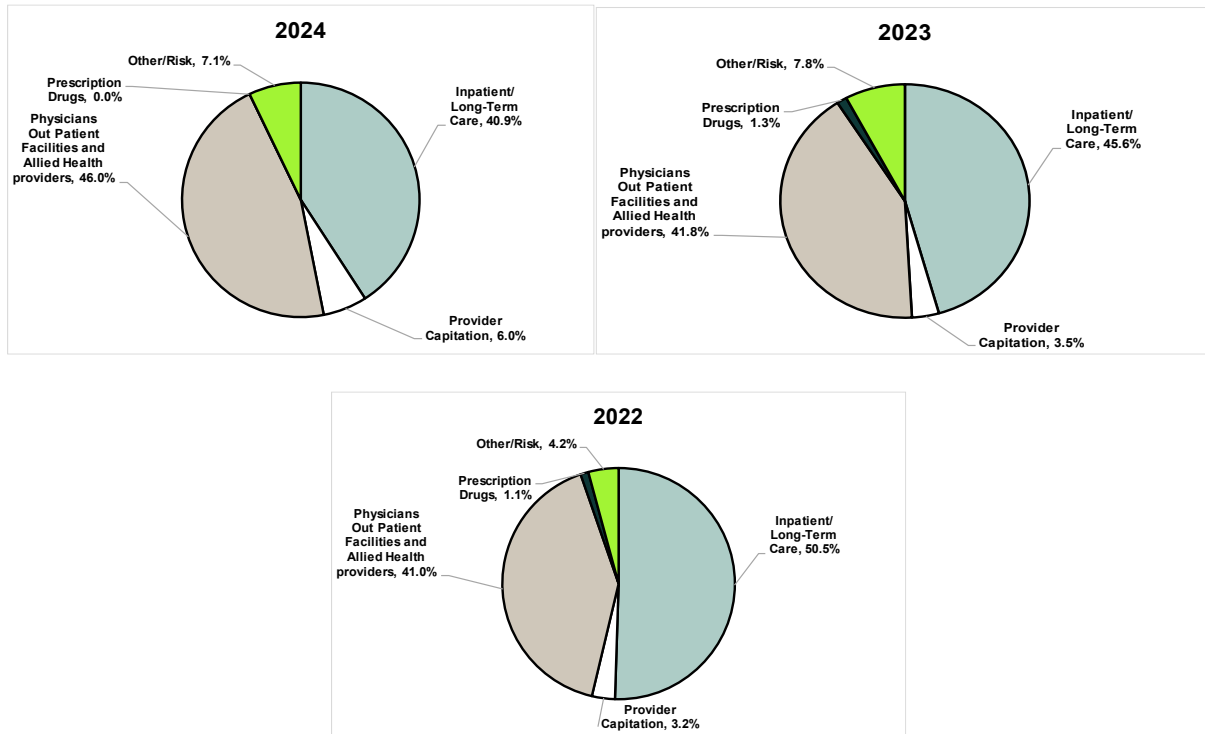 2024
Other/Risk, 7.1%
Prescription
Drugs, 0.0%
Physicians
Out Patient
Facilities and
Allied Health
providers, 46.0%
Inpatient/
Long-Term
Care, 40.9%
Provider
Capitation, 6.0%
2023
Other/Risk, 7.8%
Prescription
Drugs, 1.3%
Physicians
Out Patient
Facilities and
Allied Health
providers, 41.8%
Inpatient/
Long-Term
Care, 45.6%
Provider
Capitation, 3.5%
2022
Other/Risk, 4.2%
Prescription
Drugs, 1.1%
Physicians
Out Patient
Facilities and
Allied Health
providers, 41.0%
Inpatient/
Long-Term
Care, 50.5%
Provider
Capitation, 3.2%